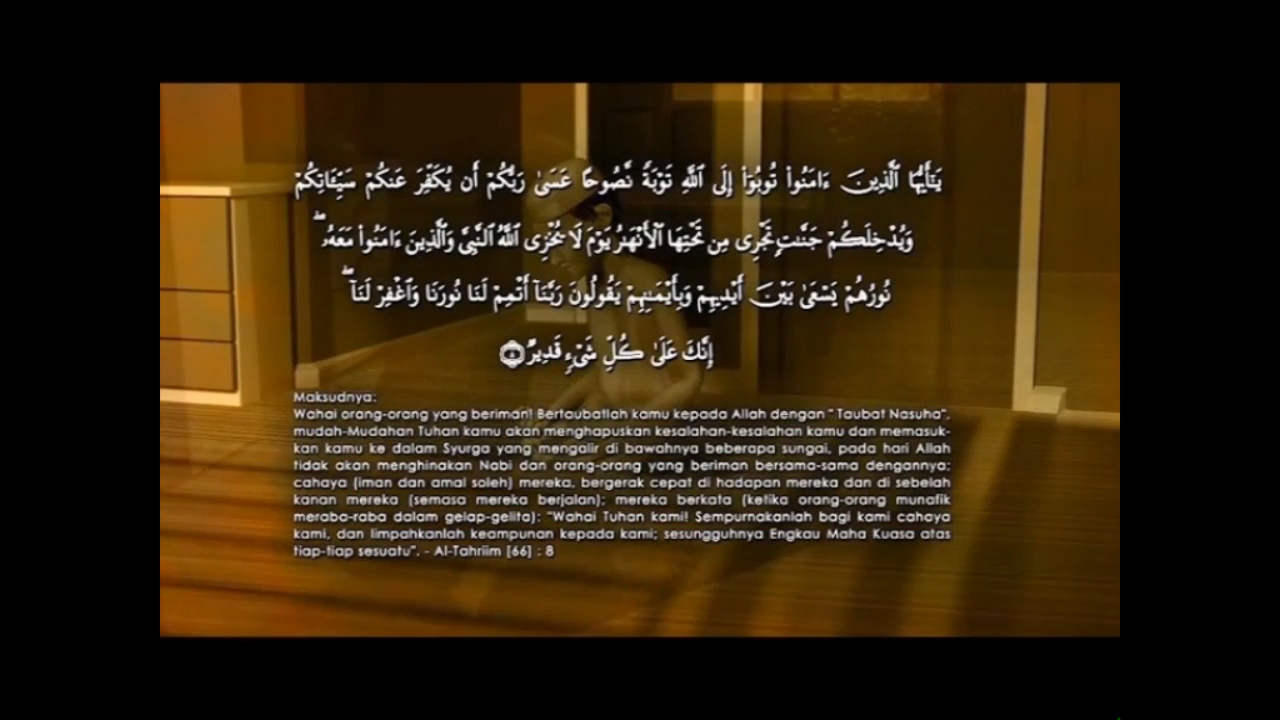 يَـٰٓأَيُّهَا ٱلَّذِينَ ءَامَنُوا۟ تُوبُوٓا۟ إِلَى ٱللَّهِ تَوْبَةً نَّصُوحًا عَسَىٰ رَبُّكُمْ أَن يُكَفِّرَ عَنكُمْ سَيِّـَٔاتِكُمْ
وَيُدْخِلَكُمْ جَنَّـٰتٍ تَجْرِى مِن تَحْتِهَا ٱلْأَنْهَـٰرُ يَوْمَ لَا يُخْزِى ٱللَّهُ ٱلنَّبِىَّ وَٱلَّذِينَ ءَامَنُوا۟ مَعَهُۥ ۖ
نُورُهُمْ يَسْعَىٰ بَيْنَ أَيْدِيهِمْ وَبِأَيْمَـٰنِهِمْ يَقُولُونَ رَبَّنَآ أَتْمِمْ لَنَا نُورَنَا وَٱغْفِرْ لَنَآ ۖ
إِنَّكَ عَلَىٰ كُلِّ شَىْءٍ قَدِيرٌ ۝٨
Maksudnya:
Wahai orang-orang yang beriman! Bertaubatlah kamu kepada Allah dengan " Taubat Nasuha",
mudah-Mudahan Tuhan kamu akan menghapuskan kesalahan-kesalahan kamu dan memasuk-
kan kamu ke dalam Syurga yang mengalir di bawahnya beberapa sungai, pada hari Allah
tidak akan menghinakan Nabi dan orang-orang yang beriman bersama-sama dengannya;
cahaya (iman dan amal soleh) mereka, bergerak cepat di hadapan mereka dan di sebelah
kanan mereka (semasa mereka berjalan); mereka berkata (ketika orang-orang munafik
meraba-raba dalam gelap-gelita): "Wahai Tuhan kami! Sempurnakanlah bagi kami cahaya
kami, dan limpahkanlah keampunan kepada kami; sesungguhnya Engkau Maha Kuasa atas
tiap-tiap sesuatu". - Al-Tahriim [66] : 8